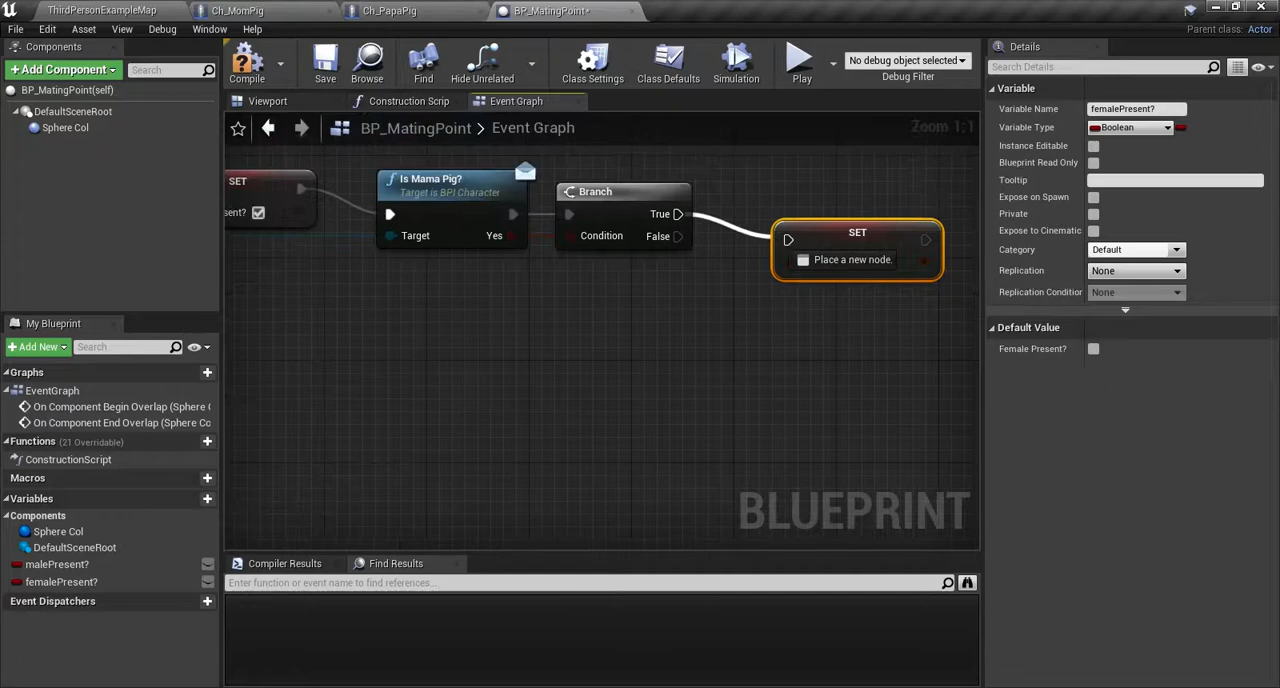 ThirdPersonExampleMap
Ch_MomPig
Ch_PapaPig
BP_MatingPoint*
File
Edit
Asset
View
Debug
Window
Help
Parent class: Actor
Components
+Add Component
Search
BP_MatingPoint(self)
DefaultSceneRoot
Sphere Col
Compile
Save
Browse
Find
Hide Unrelated
Class Settings
Class Defaults
Simulation
Play
No debug object selected
Debug Filter
Viewport
Construction Scrip
Event Graph
BP_MatingPoint > Event Graph
Zoom 1:1
SET
sent?
Is Mama Pig?
Target is BPI Character
Target
Yes
Branch
Condition
True
False
SET
Place a new node.
BLUEPRINT
My Blueprint
+Add New
Search
Graphs
EventGraph
On Component Begin Overlap (Sphere C
On Component End Overlap (Sphere Co
Functions (21 Overridable)
ConstructionScript
Macros
Variables
Components
Sphere Col
DefaultSceneRoot
malePresent?
femalePresent?
Event Dispatchers
Compiler Results
Find Results
Enter function or event name to find references...
Details
Search Details
Variable
Variable Name
femalePresent?
Variable Type
Boolean
Instance Editable
Blueprint Read Only
Tooltip
Expose on Spawn
Private
Expose to Cinematic
Category
Default
Replication
None
Replication Condition
None
Default Value
Female Present?